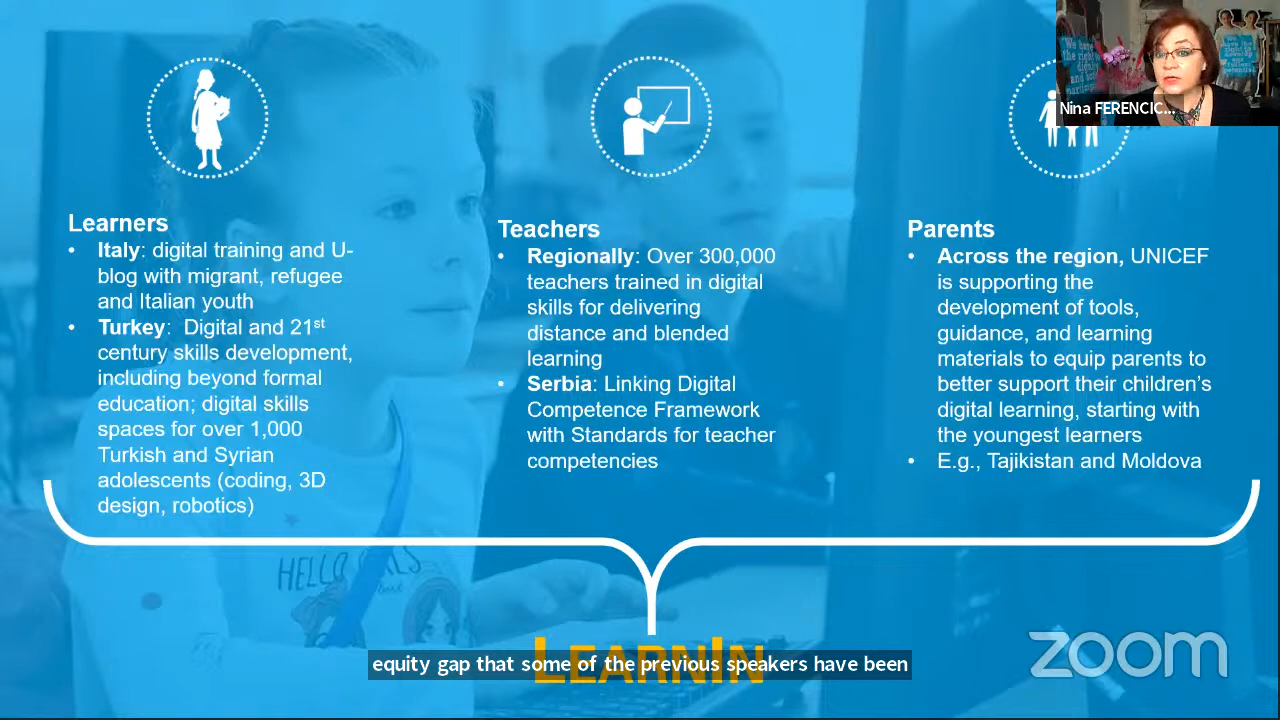 Nina FERENCIC...
Learners
• Italy: digital training and U-
blog with migrant, refugee
and Italian youth
• Turkey: Digital and 21st
century skills development,
including beyond formal
education; digital skills
spaces for over 1,000
Turkish and Syrian
adolescents (coding, 3D
design, robotics)
Teachers
• Regionally: Over 300,000
teachers trained in digital
skills for delivering
distance and blended
learning
• Serbia: Linking Digital
Competence Framework
with Standards for teacher
competencies
Parents
• Across the region, UNICEF
is supporting the
development of tools,
guidance, and learning
materials to equip parents to
better support their children's
digital learning, starting with
the youngest learners
• E.g., Tajikistan and Moldova
HELLO GIRLS
LEARNIN
equity gap that some of the previous speakers have been
zoom